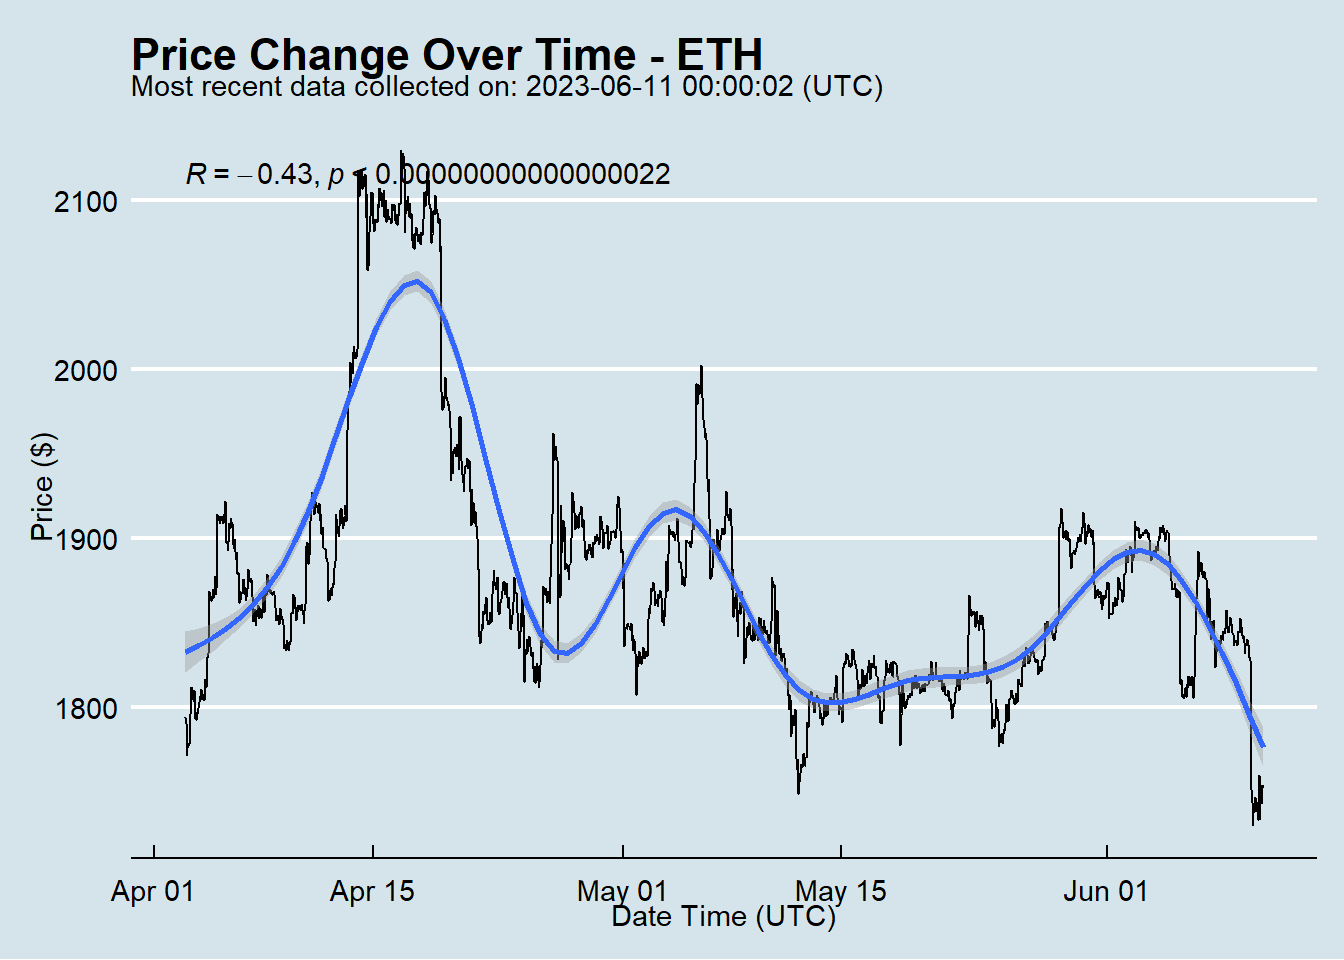 Price Change Over Time - ETH
Most recent data collected on: 2023-06-11 00:00:02 (UTC)
R = −0.43, p < 0.00000000000000022
2100
2000
1900
1800
Price ($)
Apr 01
Apr 15
May 01
May 15
Jun 01
Date Time (UTC)